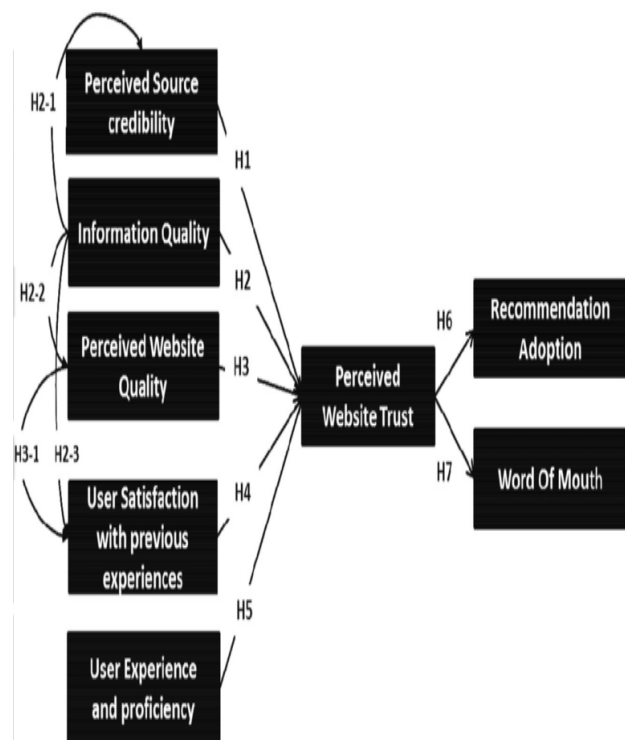 H2-1
Perceived Source
credibility
H1
Information Quality
H2
H2-2
Perceived Website
Quality
H3
H3-1
H2-3
User Satisfaction
with previous
experiences
H4
User Experience
and proficiency
H5
Perceived
Website Trust
H6
Recommendation
Adoption
H7
Word Of Mouth